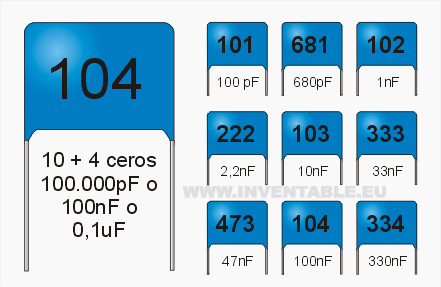 104
10 + 4 ceros
100.000pF o
100nF o
0,1uF
101
100 pF
681
680pF
102
1nF
222
2,2nF
103
10nF
333
33nF
WWW.INVENTABLE.EU
473
47nF
104
100nF
334
330nF